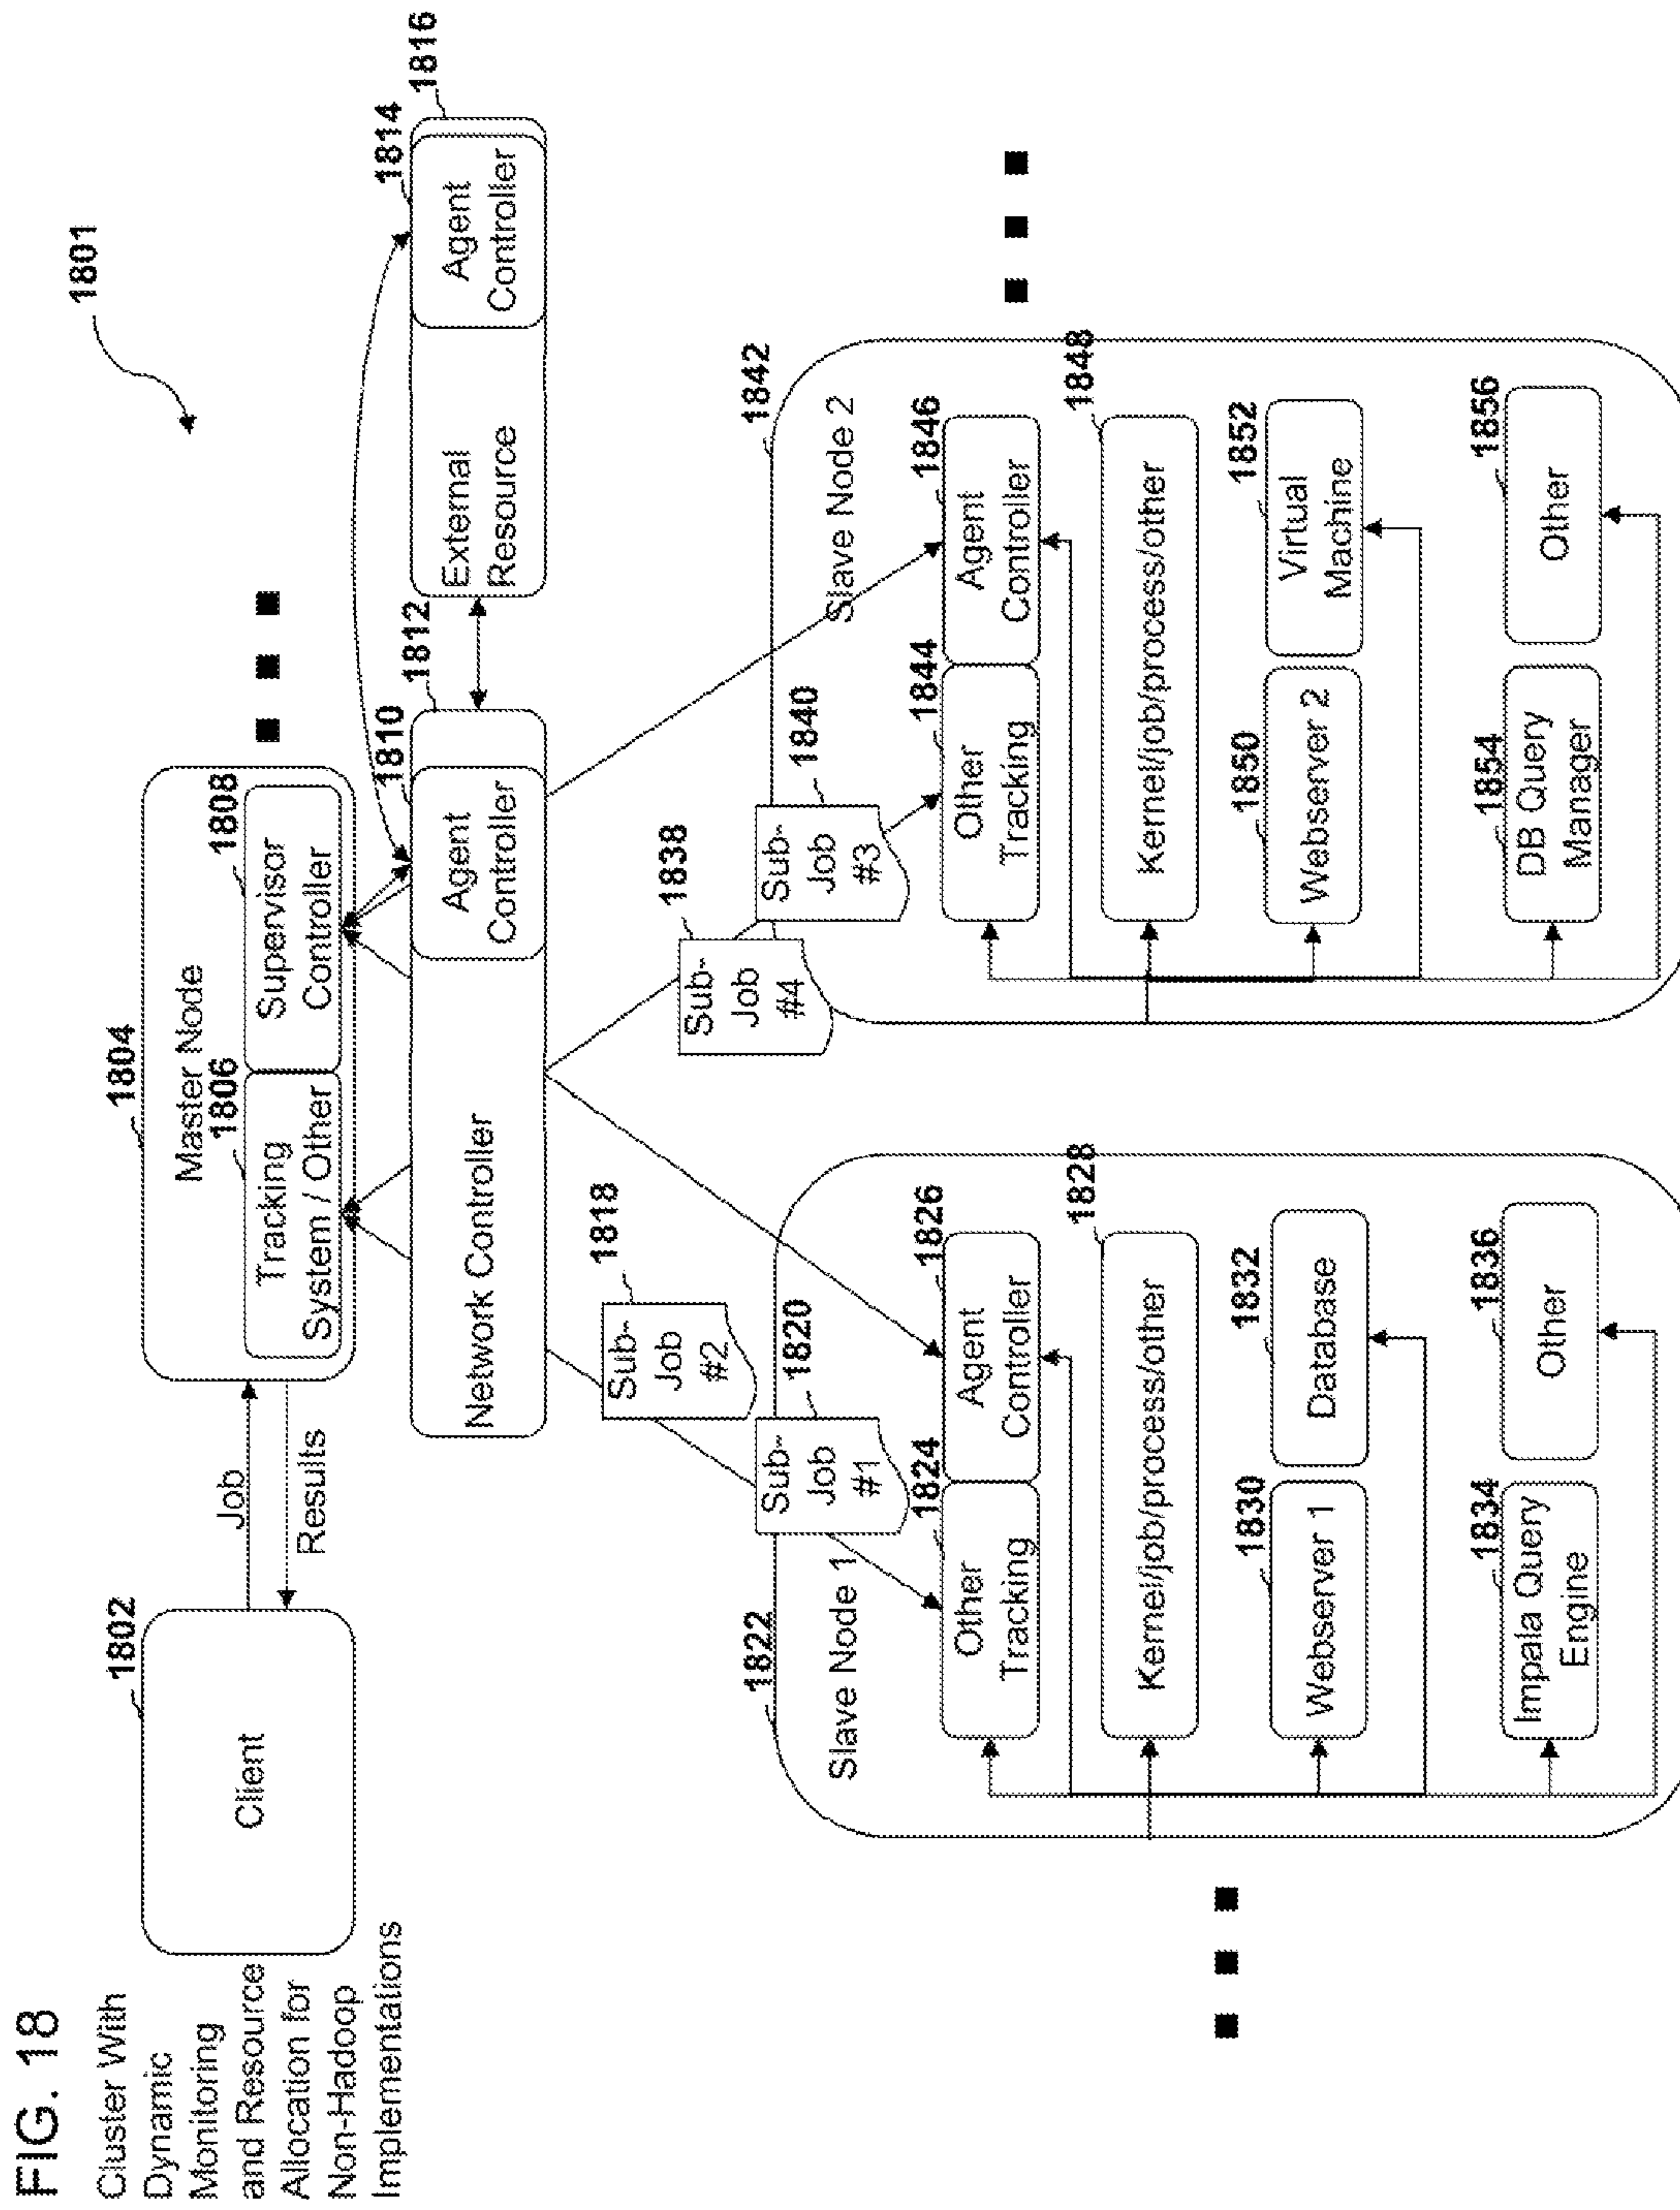 FIG. 18
Cluster With
Dynamic
Monitoring
and Resource
Allocation for
Non-Hadoop
Implementations
1801
1802
Client
Job
Results
1804
Master Node
1806
Tracking
System / Other
1808
Supervisor
Controller
Network Controller
1810
Agent
Controller
1812
External
Resource
1814
Agent
Controller
1816
1818
Sub-
Job
#2
1820
Sub-
Job
#1
1822
Slave Node 1
1824
Other
Tracking
1826
Agent
Controller
1828
Kernel/job/process/other
1830
Webserver 1
1832
Database
1834
Impala Query
Engine
1836
Other
1838
Sub-
Job
#4
1840
Sub-
Job
#3
1842
Slave Node 2
1844
Other
Tracking
1846
Agent
Controller
1848
Kernel/job/process/other
1850
Webserver 2
1852
Virtual
Machine
1854
DB Query
Manager
1856
Other